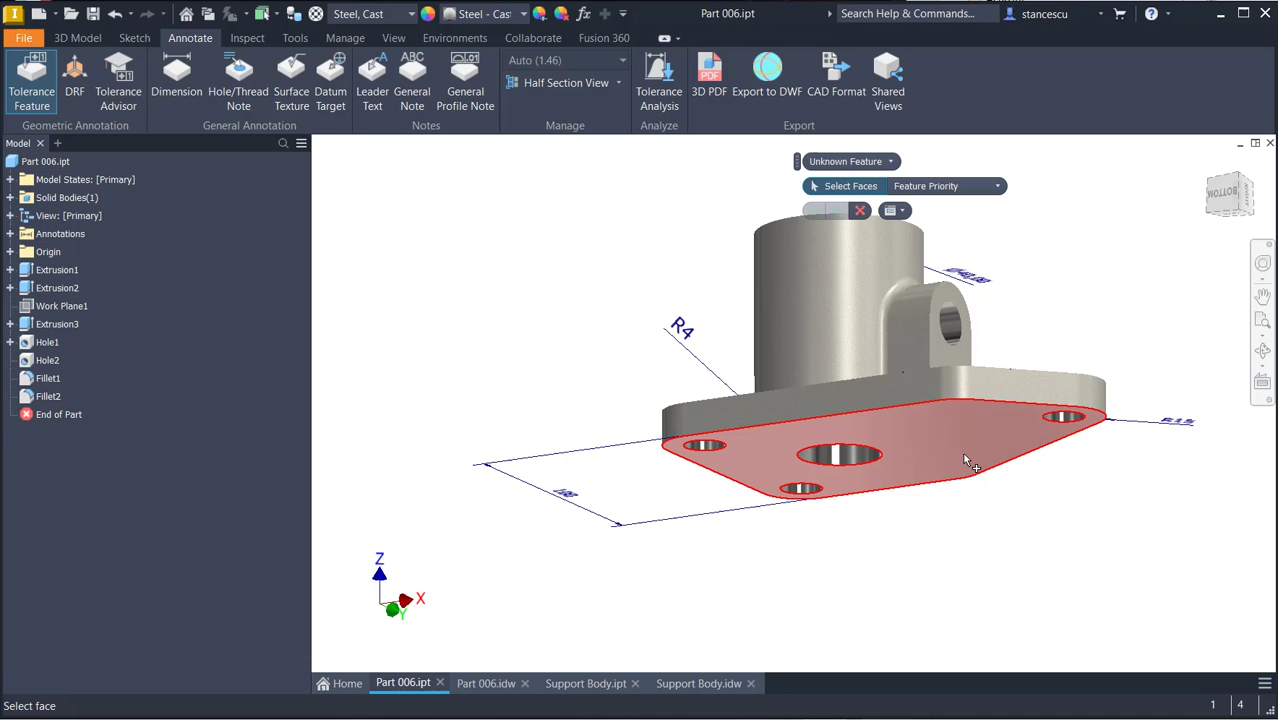 Steel, Cast
Steel - Cas
fx
Part 006.ipt
Search Help & Commands...
stancescu
File
3D Model
Sketch
Annotate
Inspect
Tools
Manage
View
Environments
Collaborate
Fusion 360
Tolerance Feature
DRF
Tolerance Advisor
Dimension
Hole/Thread Note
Surface Texture
Datum Target
Leader Text
General Note
General Profile Note
Auto (1.46)
Half Section View
Tolerance Analysis
3D PDF
Export to DWF
CAD Format
Shared Views
Geometric Annotation
General Annotation
Notes
Manage
Analyze
Export
Model
Part 006.ipt
Model States: [Primary]
Solid Bodies(1)
View: [Primary]
Annotations
Origin
Extrusion1
Extrusion2
Work Plane1
Extrusion3
Hole1
Hole2
Fillet1
Fillet2
End of Part
Unknown Feature
Select Faces
Feature Priority
BOTTOM
R4
Z
X
Y
Home
Part 006.ipt
Part 006.idw
Support Body.ipt
Support Body.idw
Select face
1
4